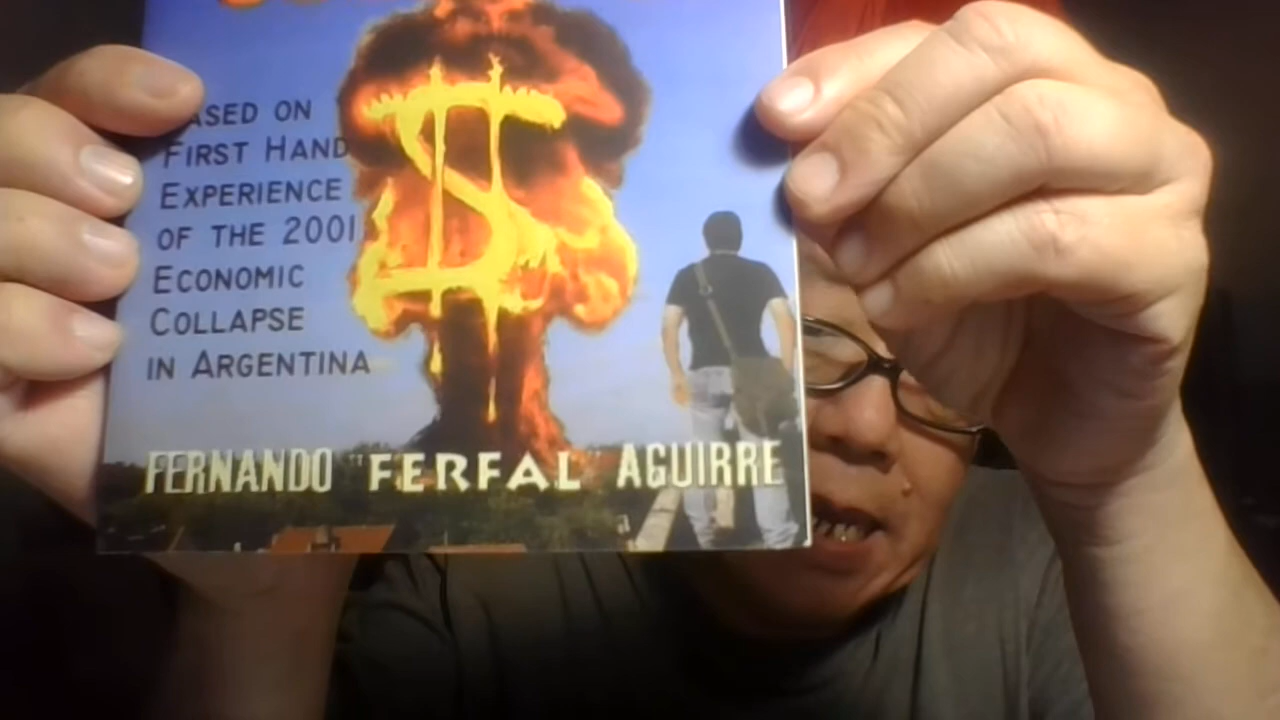 ASED ON
FIRST HAND
EXPERIENCE
OF THE 2001
ECONOMIC
COLLAPSE
IN ARGENTINA
$
FERNANDO "FERFAL" AGUIRRE